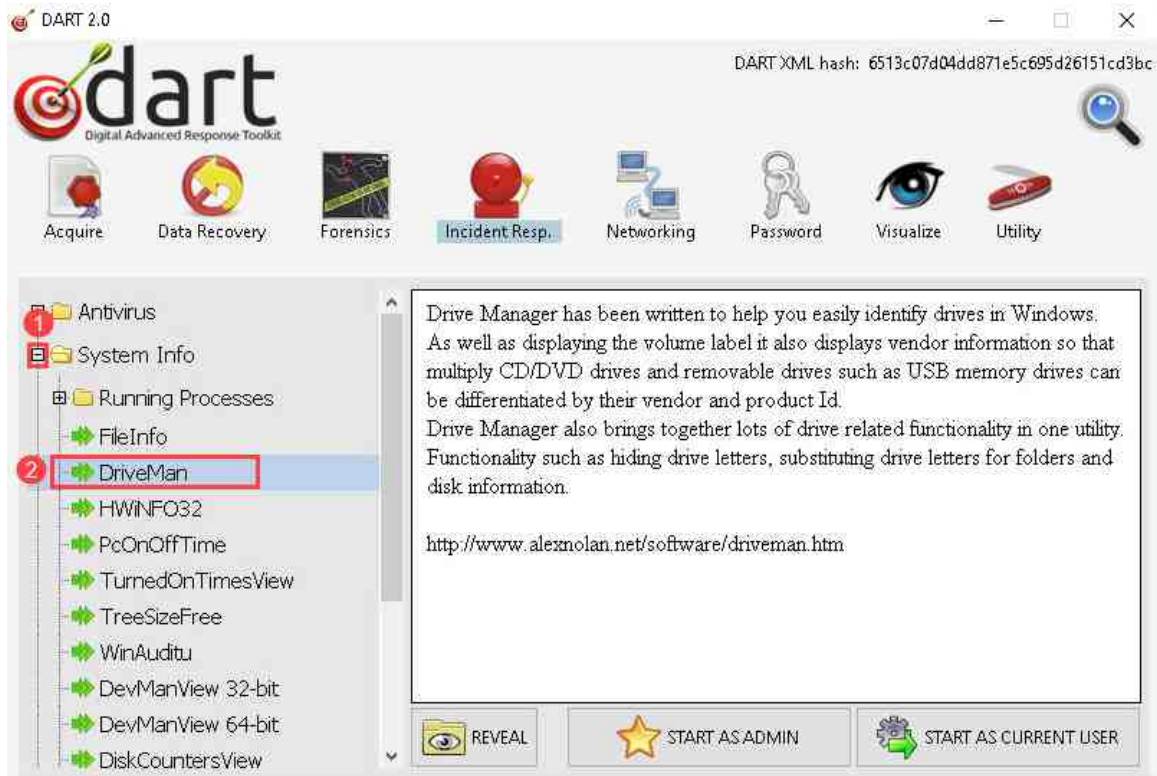 DART 2.0
DART XML hash: 6513c07d04dd871e5c695d26151cd3bc
dart
Digital Advanced Response Toolkit
Acquire
Data Recovery
Forensics
Incident Resp.
Networking
Password
Visualize
Utility
Antivirus
1
System Info
Running Processes
FileInfo
2
DriveMan
HWiNFO32
PcOnOffTime
TurnedOnTimesView
TreeSizeFree
WinAuditu
DevManView 32-bit
DevManView 64-bit
DiskCountersView
Drive Manager has been written to help you easily identify drives in Windows.
As well as displaying the volume label it also displays vendor information so that
multiply CD/DVD drives and removable drives such as USB memory drives can
be differentiated by their vendor and product Id.
Drive Manager also brings together lots of drive related functionality in one utility.
Functionality such as hiding drive letters, substituting drive letters for folders and
disk information.
http://www.alexnolan.net/software/driveman.htm
REVEAL
START AS ADMIN
START AS CURRENT USER